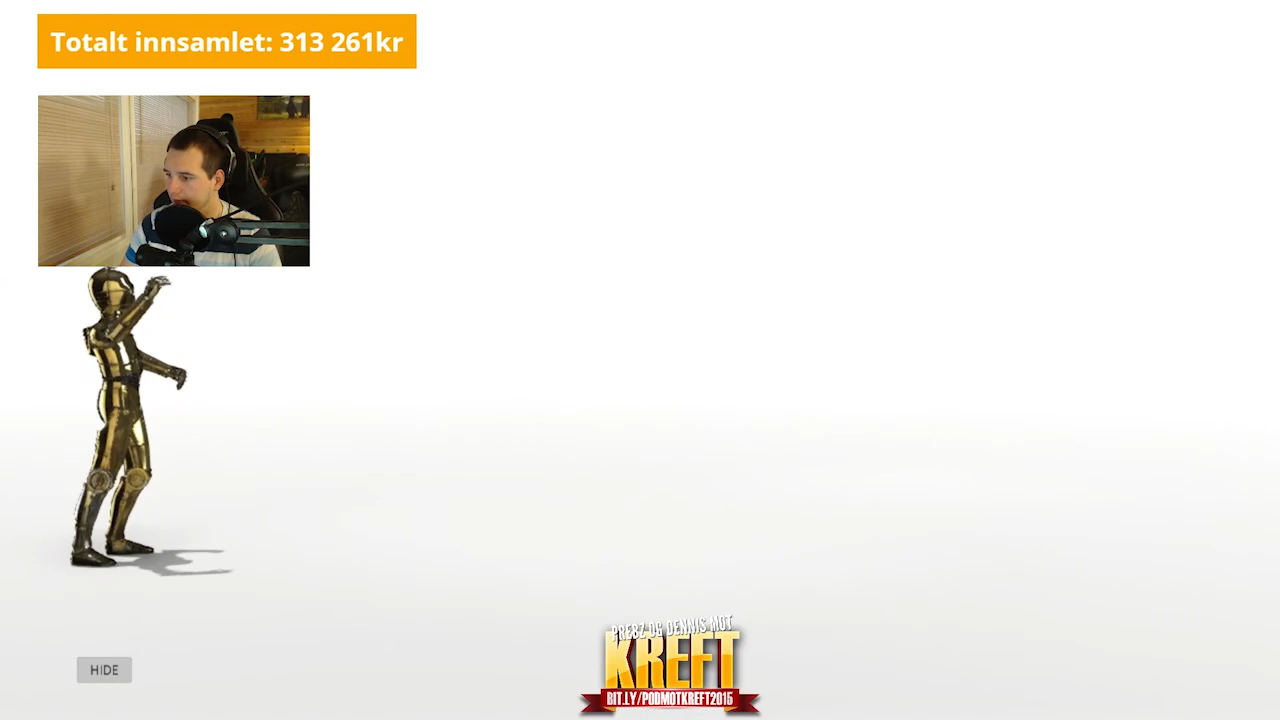 Totalt innsamlet: 313 261kr
HIDE
PREBZ OG DENNIS MOT
KREFT
BIT.LY/PODMOTKREFT2015